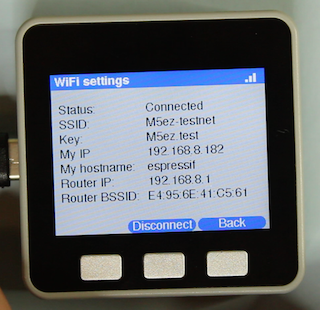 WiFi settings
Status: Connected
SSID: M5ez-testnet
Key: M5ez.test
My IP 192.168.8.182
My hostname: espressif
Router IP: 192.168.8.1
Router BSSID: E4:95:6E:41:C5:61
Disconnect Back